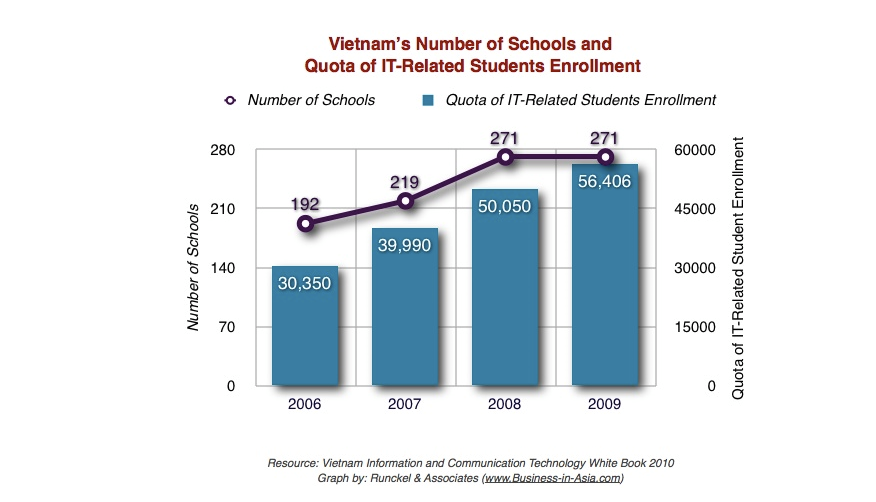 Vietnam's Number of Schools and
Quota of IT-Related Students Enrollment
Number of Schools
Quota of IT-Related Students Enrollment
280
210
140
70
0
Number of Schools
192
219
271
271
30,350
39,990
50,050
56,406
60000
45000
30000
15000
0
Quota of IT-Related Student Enrollment
2006
2007
2008
2009
Resource: Vietnam Information and Communication Technology White Book 2010
Graph by: Runckel & Associates (www.Business-in-Asia.com)